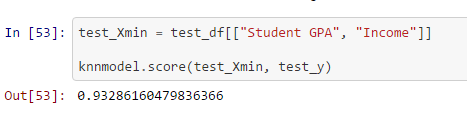 In [53]: test_Xmin = test_df[["Student GPA", "Income"]]
knnmodel.score(test_Xmin, test_y)
Out[53]: 0.93286160479836366